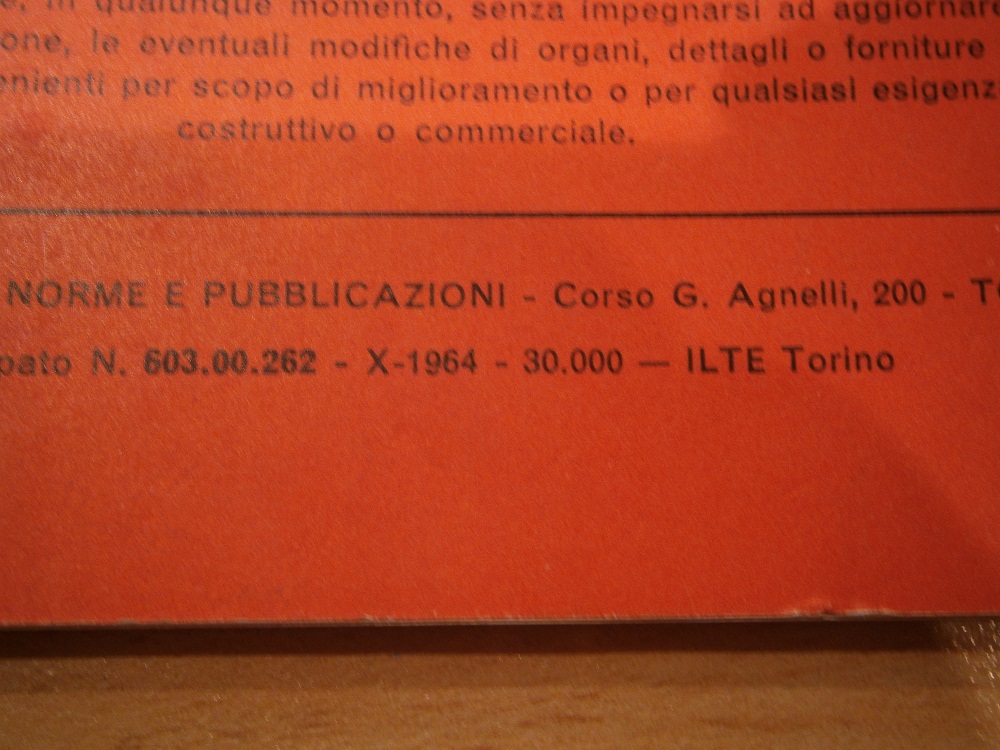 e, in qualunque momento, senza impegnarsi ad aggiornare
one, le eventuali modifiche di organi, dettagli o forniture
enienti per scopo di miglioramento o per qualsiasi esigenz
costruttivo o commerciale.
NORME E PUBBLICAZIONI - Corso G. Agnelli, 200 - T
pato N. 603.00.262 - X-1964 - 30.000 — ILTE Torino